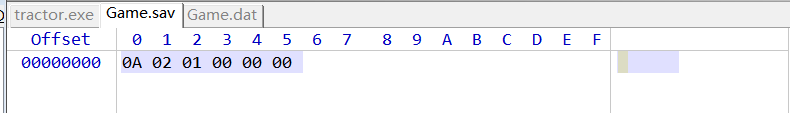 tractor.exe Game.sav Game.dat
Offset 0 1 2 3 4 5 6 7 8 9 A B C D E F
00000000 0A 02 01 00 00 00